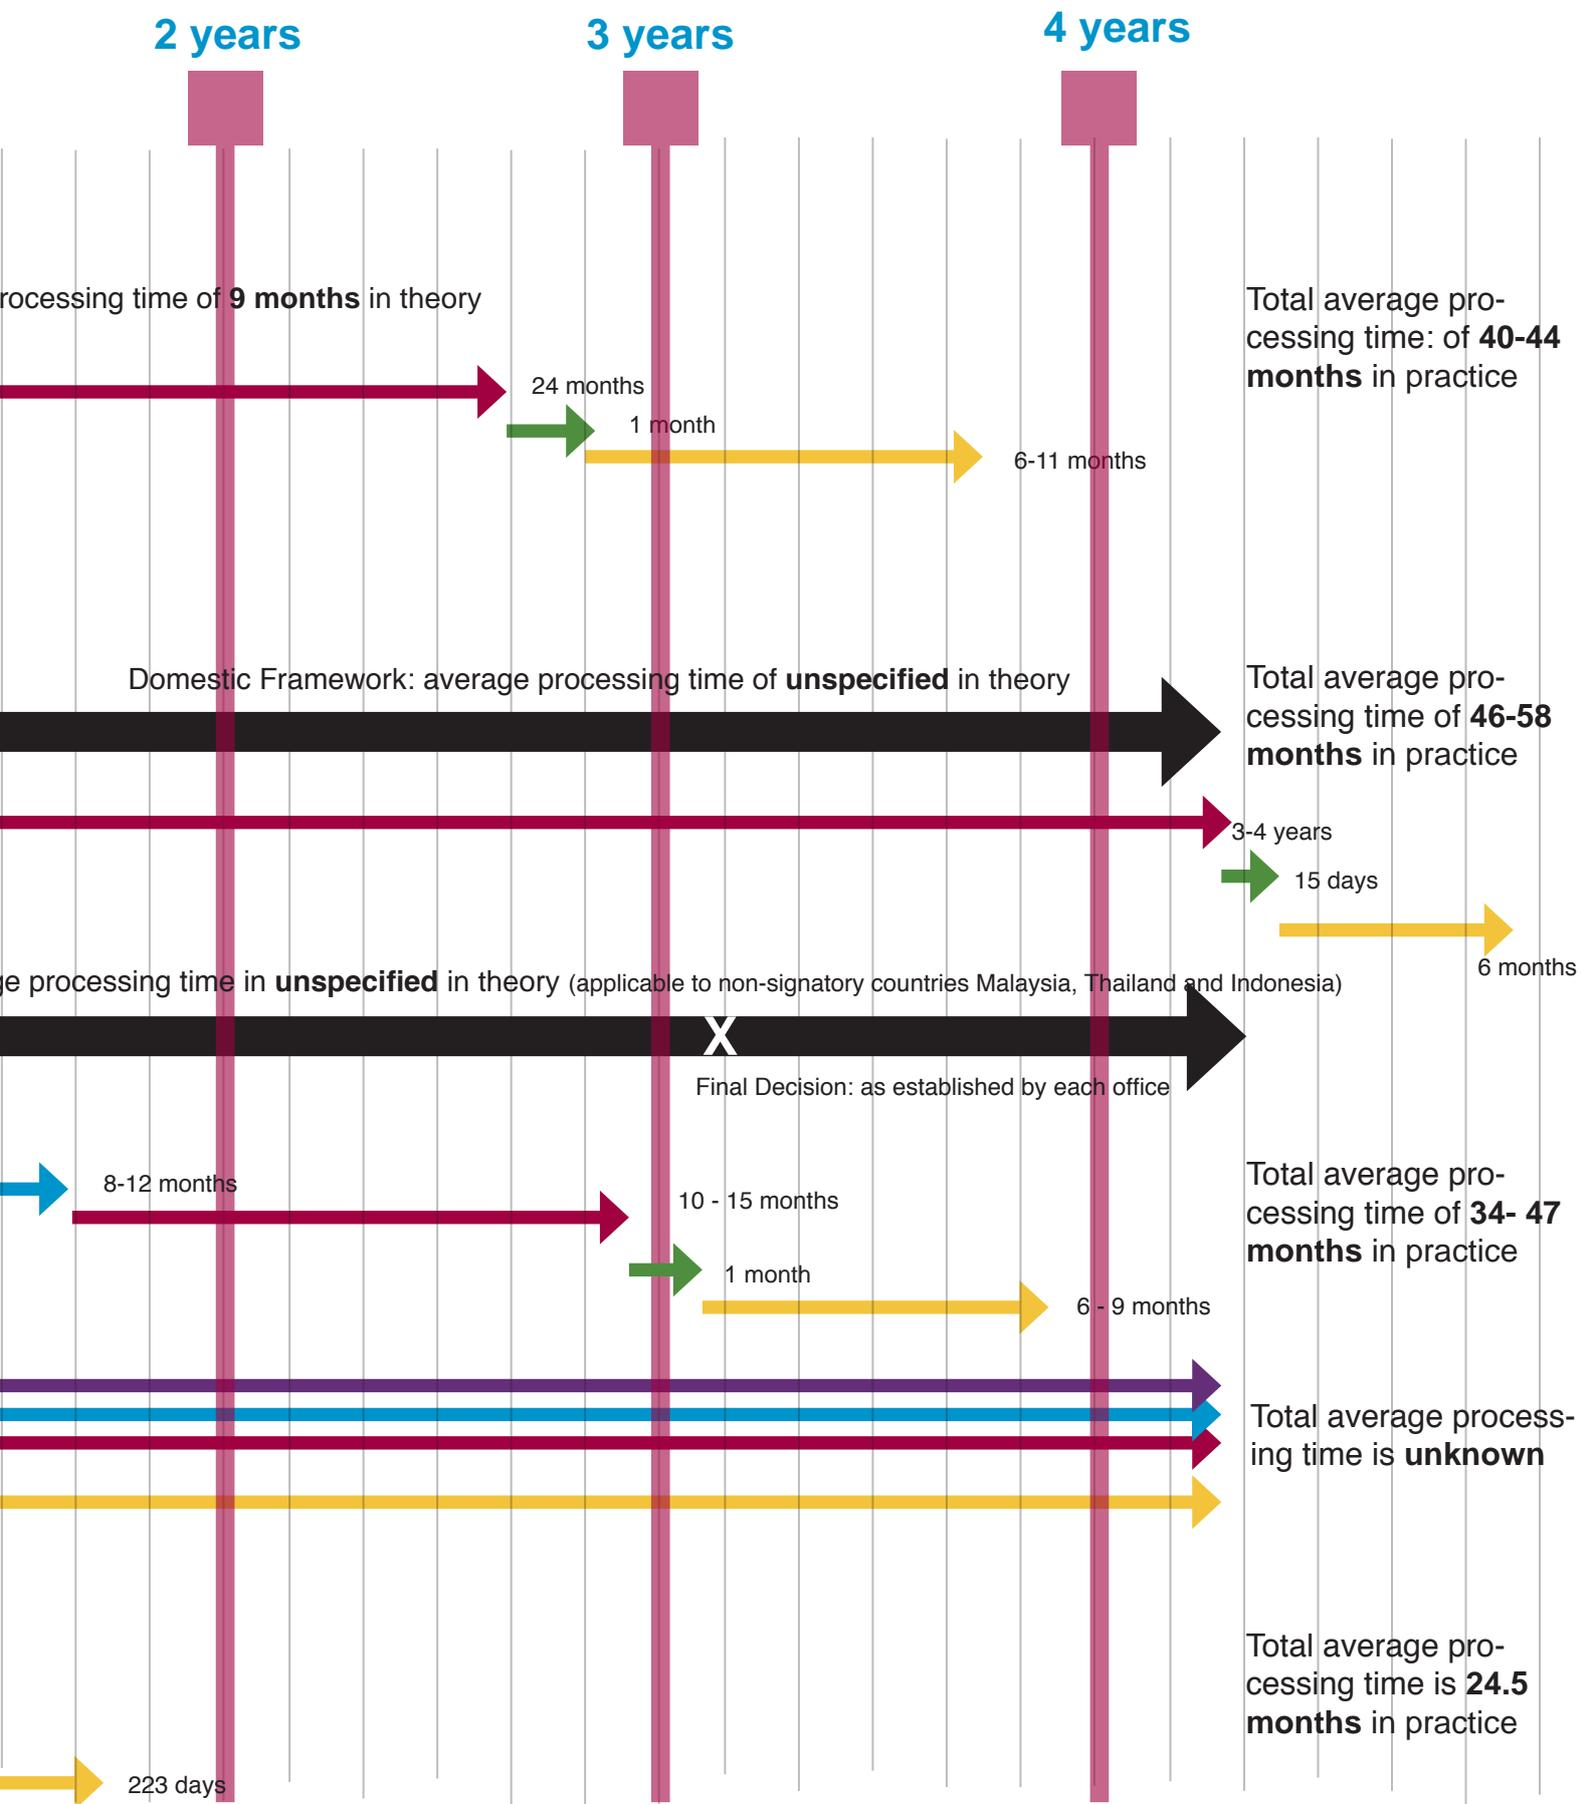 2 years
3 years
4 years
rocessing time of 9 months in theory
Total average pro-
cessing time: of 40-44
months in practice
24 months
1 month
6-11 months
Domestic Framework: average processing time of unspecified in theory
Total average pro-
cessing time of 46-58
months in practice
3-4 years
15 days
6 months
ge processing time in unspecified in theory (applicable to non-signatory countries Malaysia, Thailand and Indonesia)
X
Final Decision: as established by each office
8-12 months
10 - 15 months
1 month
6 - 9 months
Total average pro-
cessing time of 34- 47
months in practice
Total average process-
ing time is unknown
Total average pro-
cessing time is 24.5
months in practice
223 days